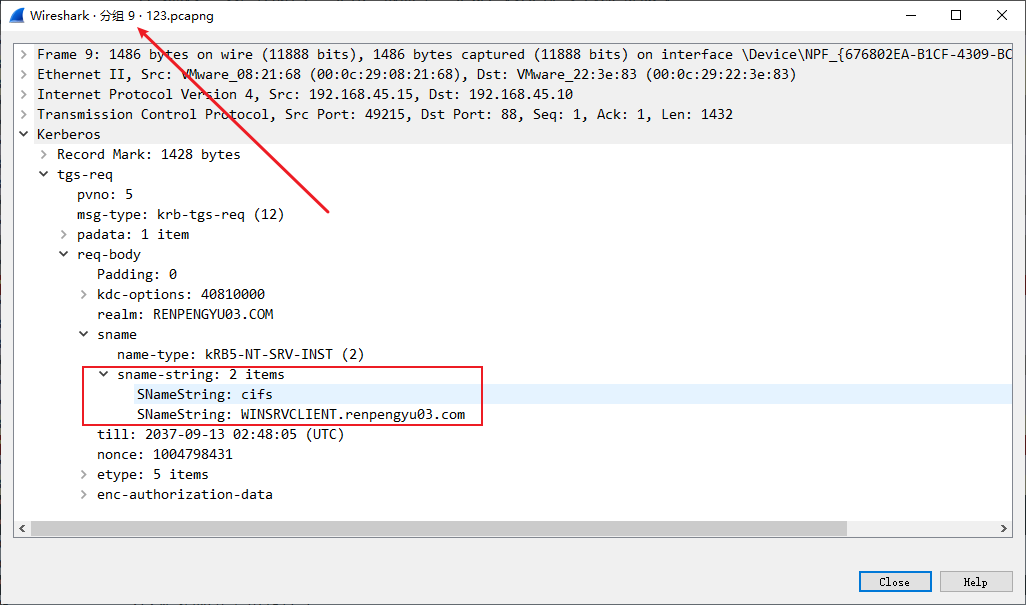 Wireshark · 分组 9 · 123.pcapng
Frame 9: 1486 bytes on wire (11888 bits), 1486 bytes captured (11888 bits) on interface \Device\NPF_{676802EA-B1CF-4309-BC
Ethernet II, Src: VMware_08:21:68 (00:0c:29:08:21:68), Dst: VMware_22:3e:83 (00:0c:29:22:3e:83)
Internet Protocol Version 4, Src: 192.168.45.15, Dst: 192.168.45.10
Transmission Control Protocol, Src Port: 49215, Dst Port: 88, Seq: 1, Ack: 1, Len: 1432
Kerberos
Record Mark: 1428 bytes
tgs-req
pvno: 5
msg-type: krb-tgs-req (12)
padata: 1 item
req-body
Padding: 0
kdc-options: 40810000
realm: RENPENGYU03.COM
sname
name-type: kRB5-NT-SRV-INST (2)
sname-string: 2 items
SNameString: cifs
SNameString: WINSRVCLIENT.renpengyu03.com
till: 2037-09-13 02:48:05 (UTC)
nonce: 1004798431
etype: 5 items
enc-authorization-data
Close Help